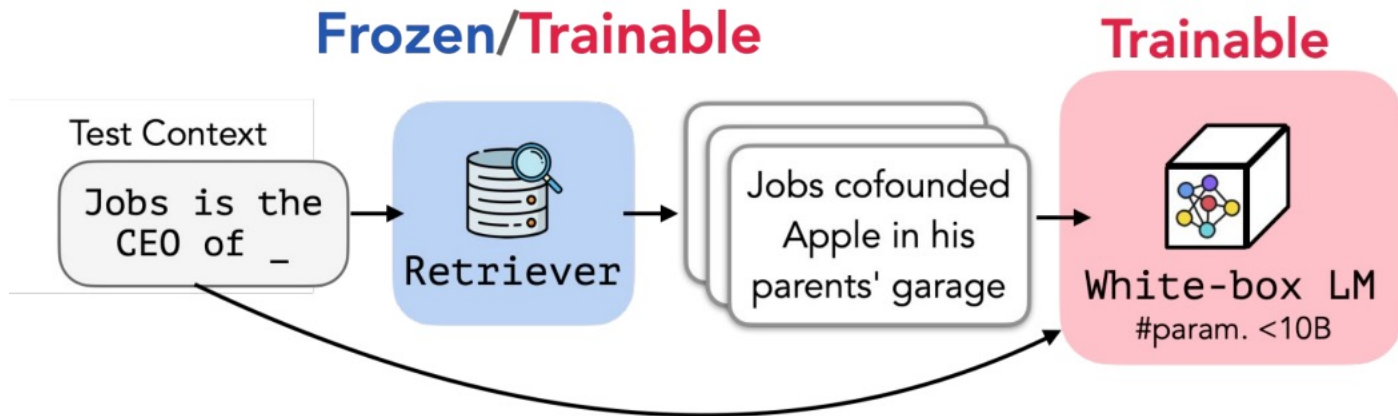 Frozen/Trainable
Trainable
Test Context
Jobs is the
CEO of _
Retriever
Jobs cofounded
Apple in his
parents' garage
White-box LM
#param. <10B